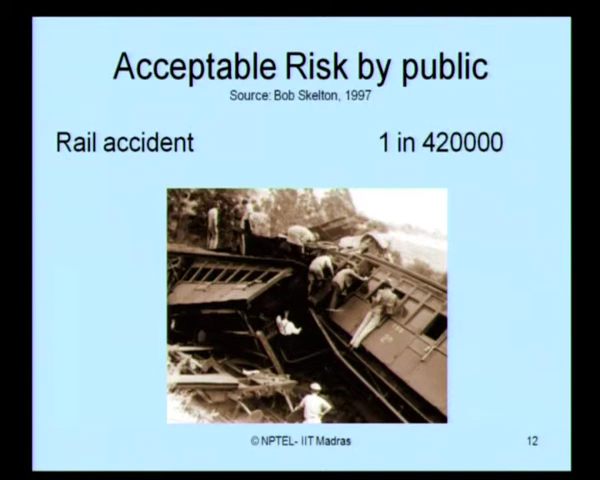 Acceptable Risk by public
Source: Bob Skelton, 1997
Rail accident 1 in 420000
© NPTEL- IIT Madras 12